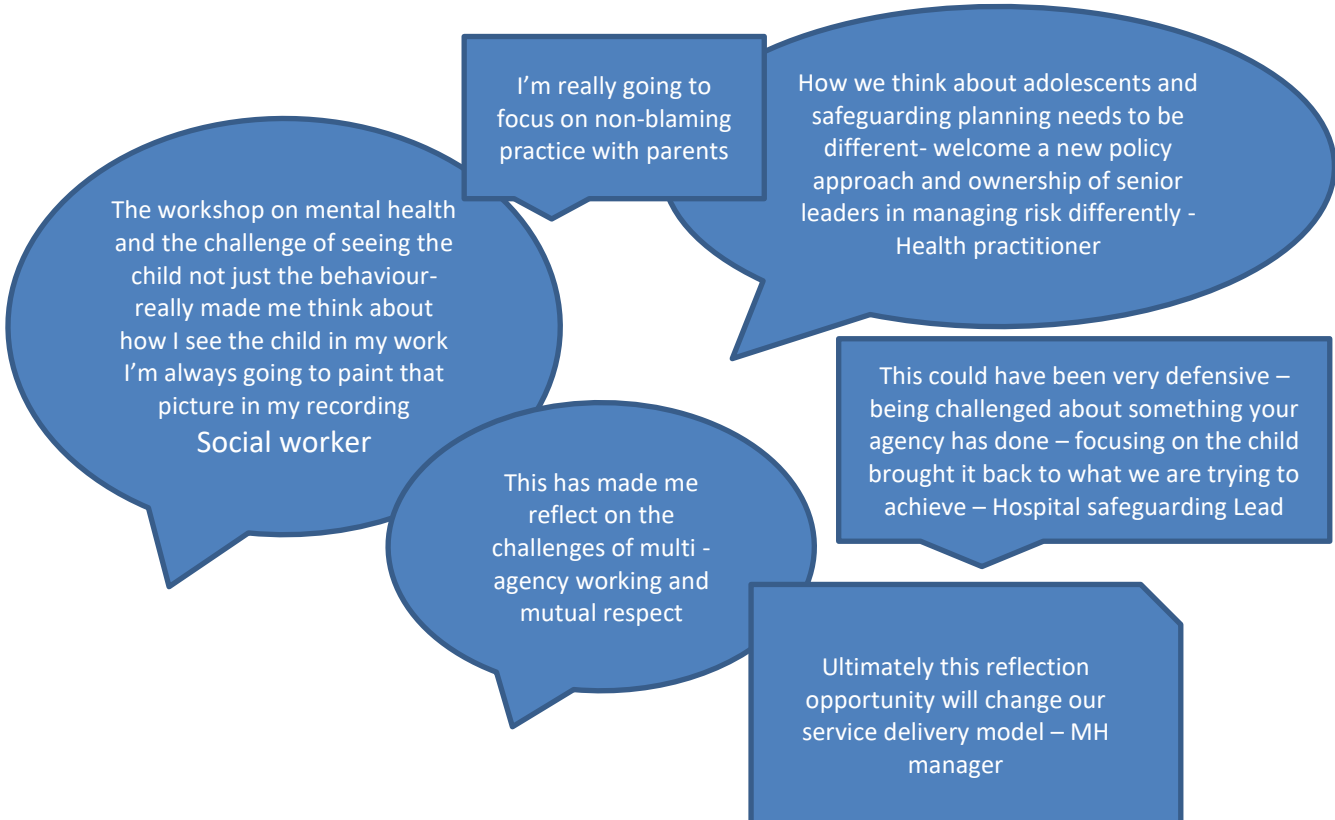 I'm really going to
focus on non-blaming
practice with parents
How we think about adolescents and
safeguarding planning needs to be
different- welcome a new policy
approach and ownership of senior
leaders in managing risk differently -
Health practitioner
The workshop on mental health
and the challenge of seeing the
child not just the behaviour-
really made me think about
how I see the child in my work
I'm always going to paint that
picture in my recording
Social worker
This could have been very defensive –
being challenged about something your
agency has done – focusing on the child
brought it back to what we are trying to
achieve – Hospital safeguarding Lead
This has made me
reflect on the
challenges of multi -
agency working and
mutual respect
Ultimately this reflection
opportunity will change our
service delivery model – MH
manager